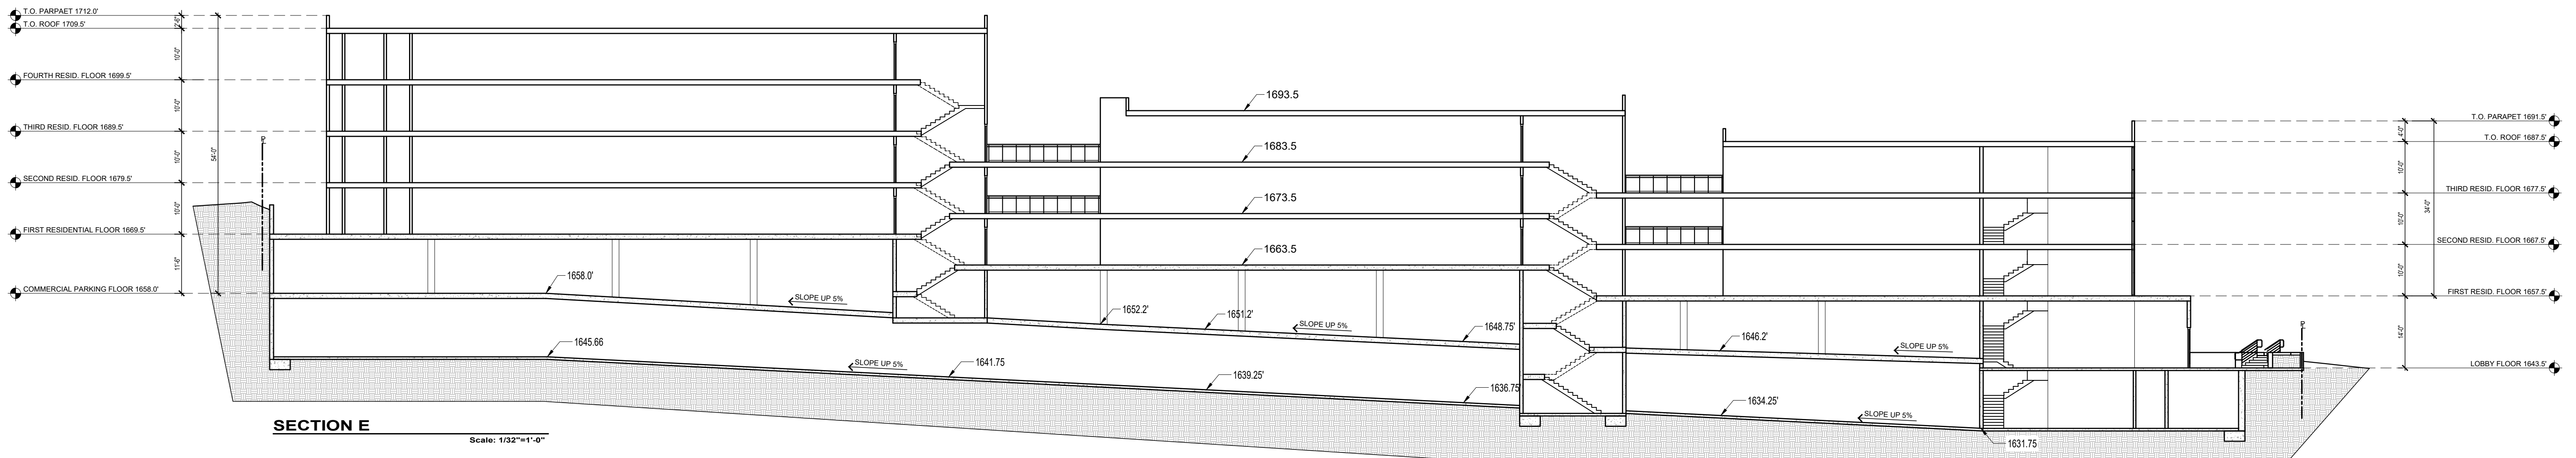 T.O. PARPAET 1712.0'
T.O. ROOF 1709.5'
FOURTH RESID. FLOOR 1699.5'
THIRD RESID. FLOOR 1689.5'
SECOND RESID. FLOOR 1679.5'
FIRST RESIDENTIAL FLOOR 1669.5'
COMMERCIAL PARKING FLOOR 1658.0'
2'-6"
10'-0"
10'-0"
10'-0"
10'-0"
11'-6"
54'-0"
P
1693.5
1683.5
1673.5
1663.5
1658.0'
SLOPE UP 5%
1652.2'
1651.2'
SLOPE UP 5%
1648.75'
1646.2'
SLOPE UP 5%
1645.66
SLOPE UP 5%
1641.75
1639.25'
1636.75'
1634.25'
SLOPE UP 5%
1631.75
P
4'-0"
10'-0"
10'-0"
10'-0"
14'-0"
34'-0"
T.O. PARAPET 1691.5'
T.O. ROOF 1687.5'
THIRD RESID. FLOOR 1677.5'
SECOND RESID. FLOOR 1667.5'
FIRST RESID. FLOOR 1657.5'
LOBBY FLOOR 1643.5'
SECTION E
Scale: 1/32"=1'-0"